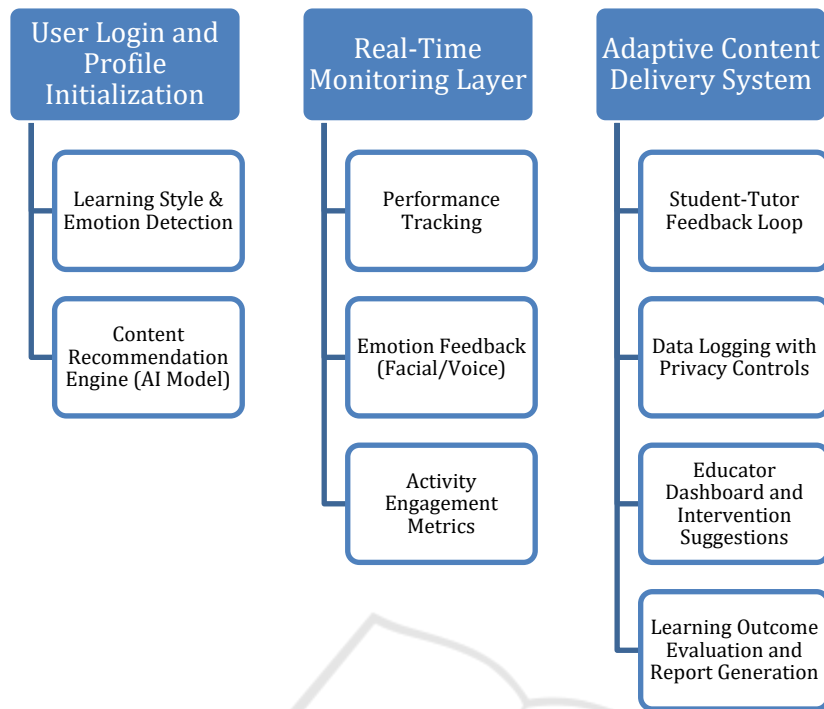 User Login and
Profile
Initialization
Learning Style &
Emotion Detection
Content
Recommendation
Engine (AI Model)
Real-Time
Monitoring Layer
Performance
Tracking
Emotion Feedback
(Facial/Voice)
Activity
Engagement
Metrics
Adaptive Content
Delivery System
Student-Tutor
Feedback Loop
Data Logging with
Privacy Controls
Educator
Dashboard and
Intervention
Suggestions
Learning Outcome
Evaluation and
Report Generation